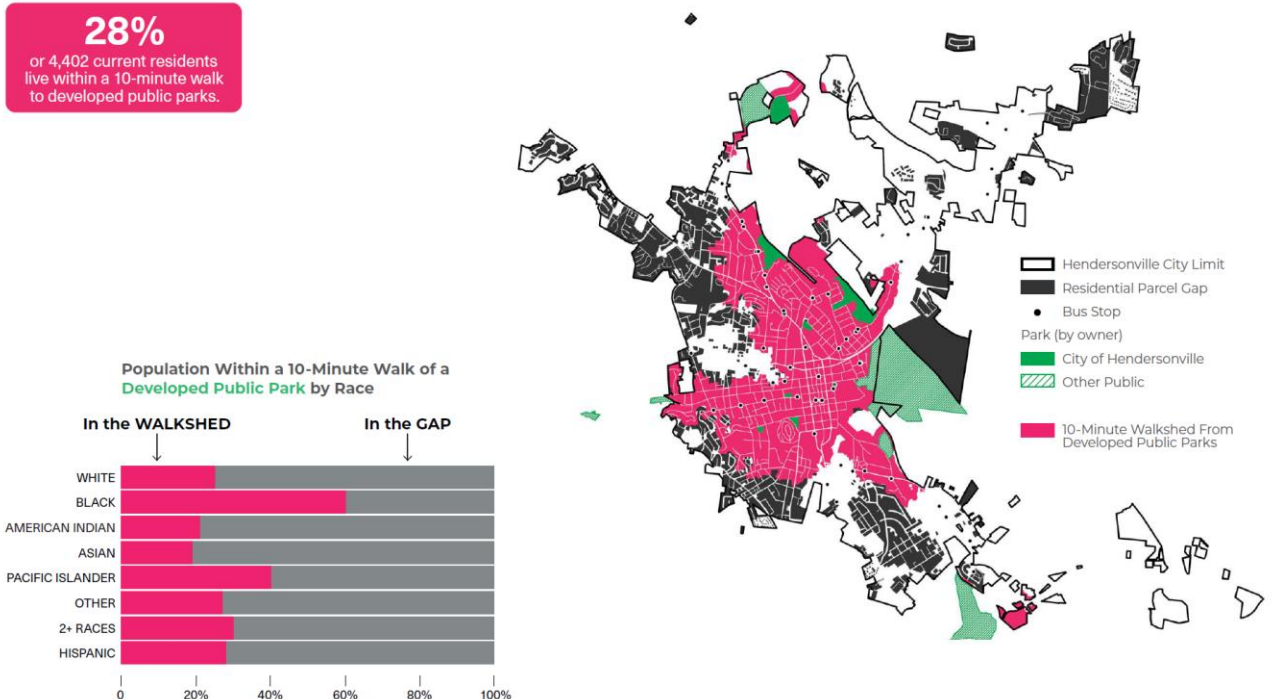 28%
or 4,402 current residents
live within a 10-minute walk
to developed public parks.
Population Within a 10-Minute Walk of a
Developed Public Park by Race
In the WALKSHED
In the GAP
WHITE
BLACK
AMERICAN INDIAN
ASIAN
PACIFIC ISLANDER
OTHER
2+ RACES
HISPANIC
0
20%
40%
60%
80%
100%
Hendersonville City Limit
Residential Parcel Gap
Bus Stop
Park (by owner)
City of Hendersonville
Other Public
10-Minute Walkshed From
Developed Public Parks